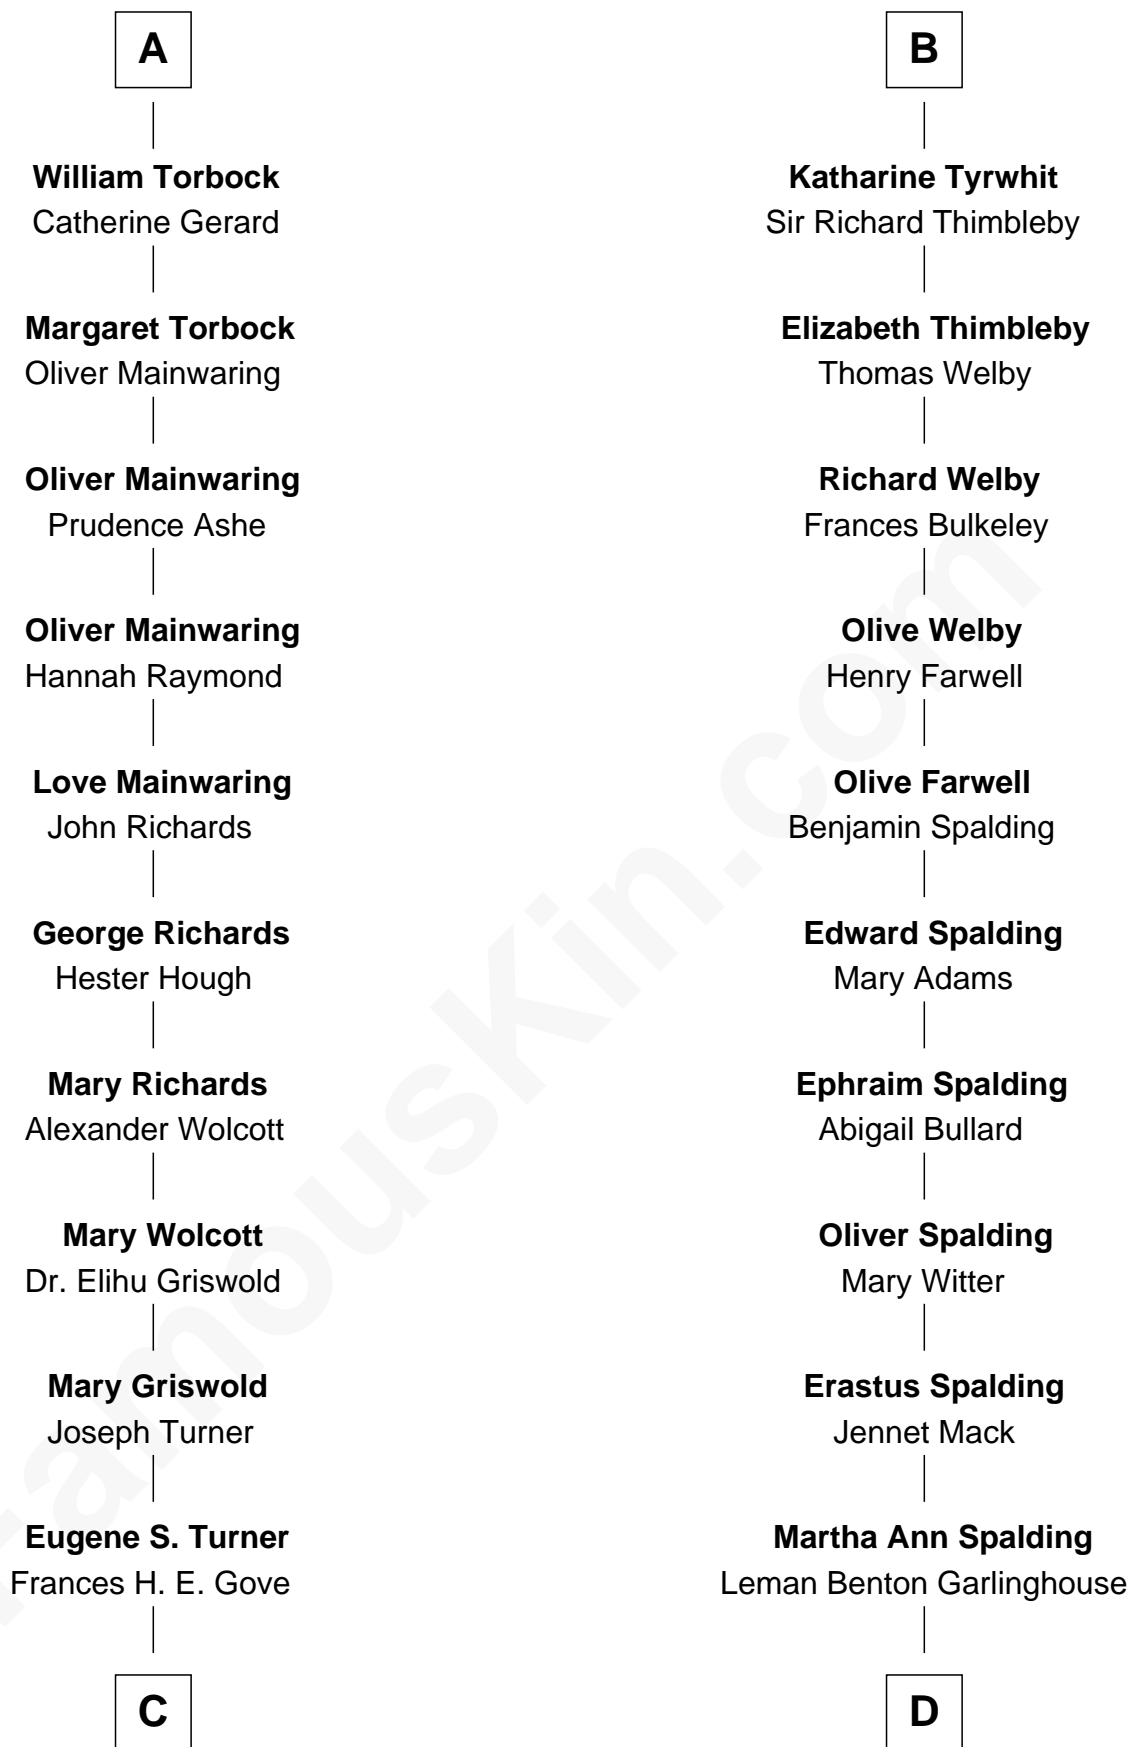 A
William Torbock
Catherine Gerard
Margaret Torbock
Oliver Mainwaring
Oliver Mainwaring
Prudence Ashe
Oliver Mainwaring
Hannah Raymond
Love Mainwaring
John Richards
George Richards
Hester Hough
Mary Richards
Alexander Wolcott
Mary Wolcott
Dr. Elihu Griswold
Mary Griswold
Joseph Turner
Eugene S. Turner
Frances H. E. Gove
C
B
Katharine Tyrwhit
Sir Richard Thimbleby
Elizabeth Thimbleby
Thomas Welby
Richard Welby
Frances Bulkeley
Olive Welby
Henry Farwell
Olive Farwell
Benjamin Spalding
Edward Spalding
Mary Adams
Ephraim Spalding
Abigail Bullard
Oliver Spalding
Mary Witter
Erastus Spalding
Jennet Mack
Martha Ann Spalding
Leman Benton Garlinghouse
D
FamousKin.com